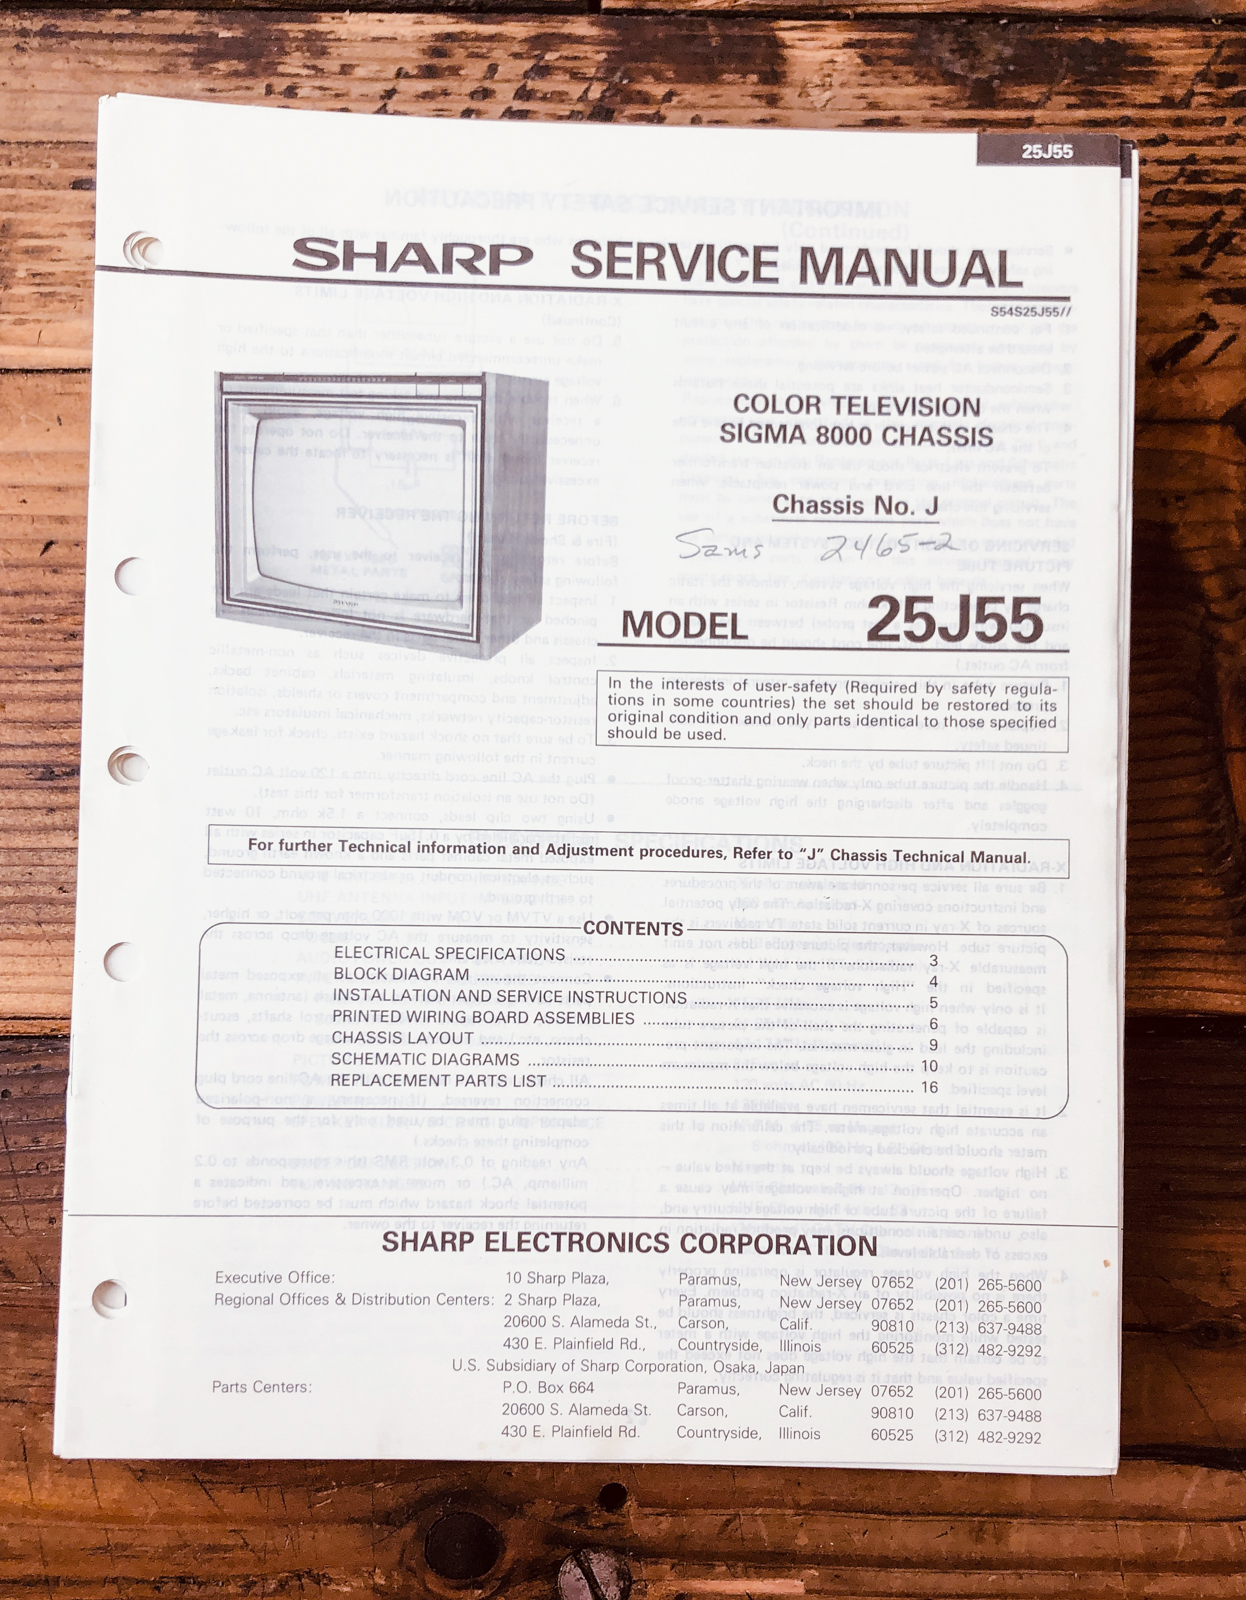 25J55
SHARP SERVICE MANUAL
S54S25J55//
COLOR TELEVISION
SIGMA 8000 CHASSIS
Chassis No. J
Sams 2465-2
MODEL 25J55
In the interests of user-safety (Required by safety regula-
tions in some countries) the set should be restored to its
original condition and only parts identical to those specified
should be used.
For further Technical information and Adjustment procedures, Refer to "J" Chassis Technical Manual.
CONTENTS
ELECTRICAL SPECIFICATIONS ........ 3
BLOCK DIAGRAM ........ 4
INSTALLATION AND SERVICE INSTRUCTIONS ........ 5
PRINTED WIRING BOARD ASSEMBLIES ........ 6
CHASSIS LAYOUT ........ 9
SCHEMATIC DIAGRAMS ........ 10
REPLACEMENT PARTS LIST ........ 16
SHARP ELECTRONICS CORPORATION
Executive Office: 10 Sharp Plaza, Paramus, New Jersey 07652 (201) 265-5600
Regional Offices & Distribution Centers: 2 Sharp Plaza, Paramus, New Jersey 07652 (201) 265-5600
20600 S. Alameda St., Carson, Calif. 90810 (213) 637-9488
430 E. Plainfield Rd., Countryside, Illinois 60525 (312) 482-9292
U.S. Subsidiary of Sharp Corporation, Osaka, Japan
Parts Centers: P.O. Box 664 Paramus, New Jersey 07652 (201) 265-5600
20600 S. Alameda St. Carson, Calif. 90810 (213) 637-9488
430 E. Plainfield Rd. Countryside, Illinois 60525 (312) 482-9292